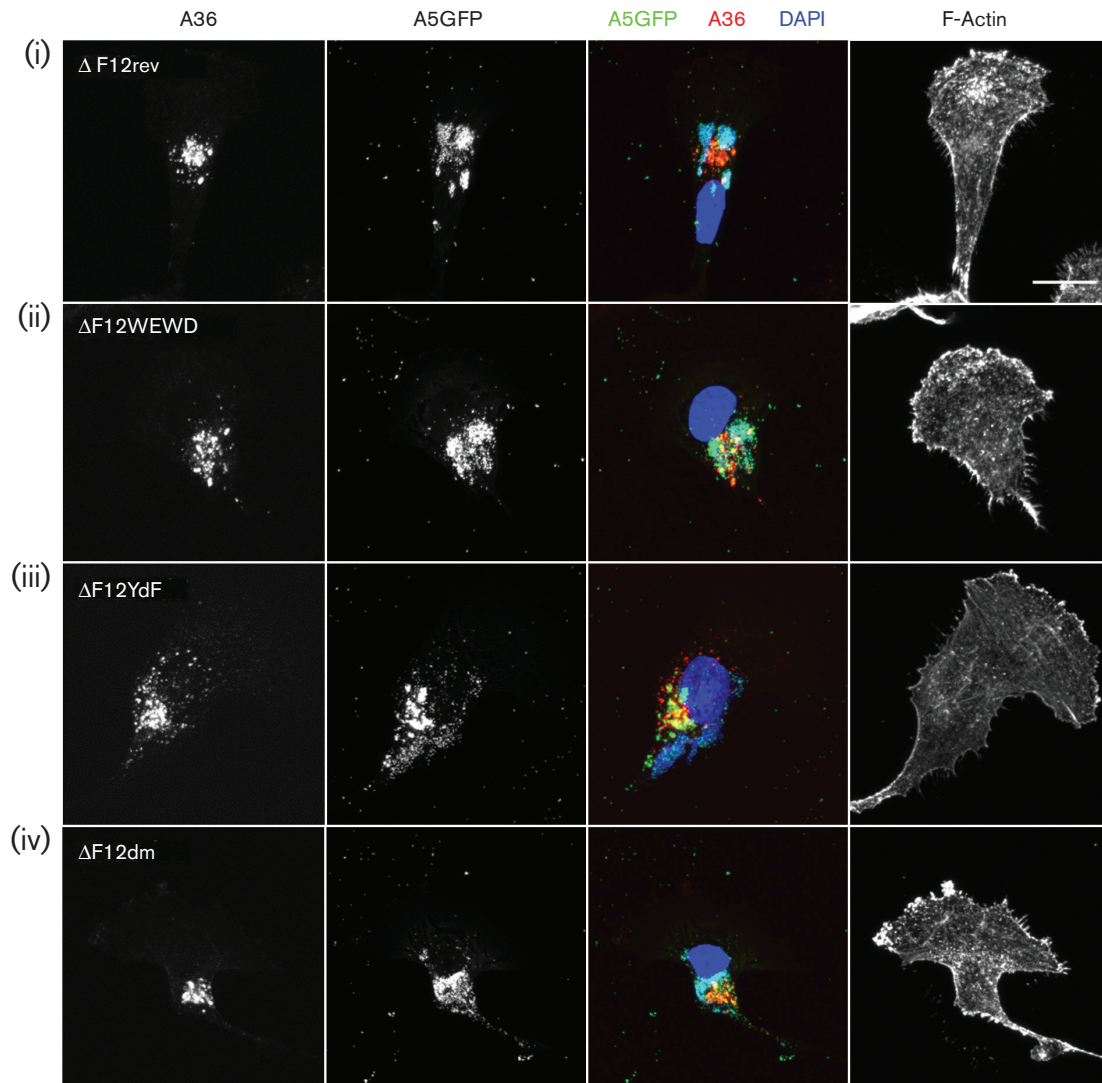 A36 A5GFP A5GFP A36 DAPI F-Actin
(i) Δ F12rev
(ii) ΔF12WEWD
(iii) ΔF12YdF
(iv) ΔF12dm